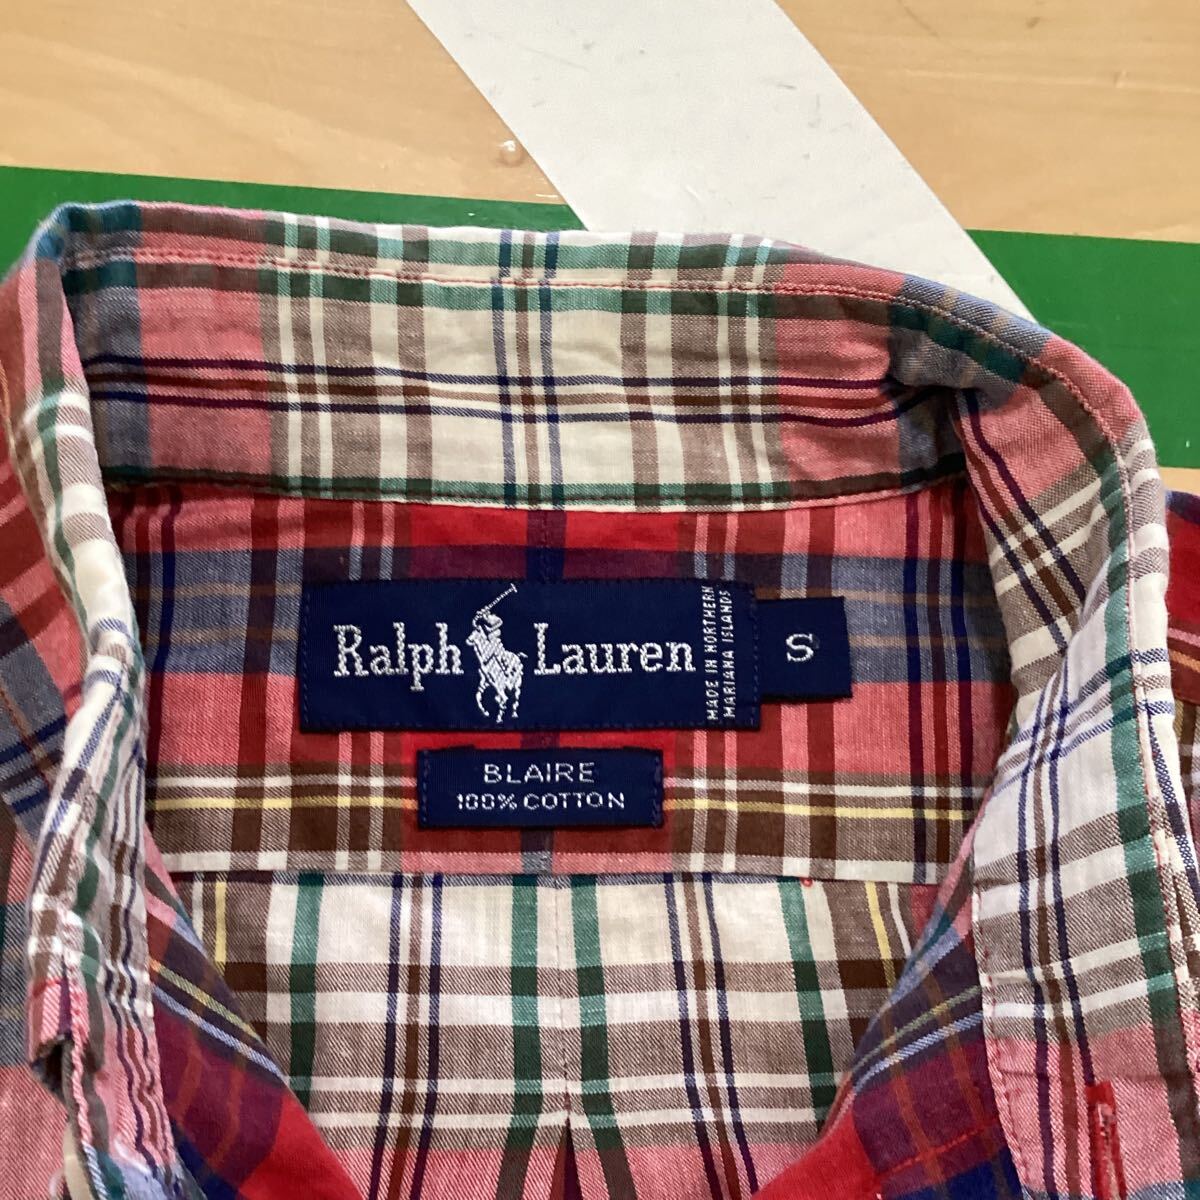 Ralph Lauren
MADE IN NORTHERN
MARIANA ISLANDS
S
BLAIRE
100% COTTON